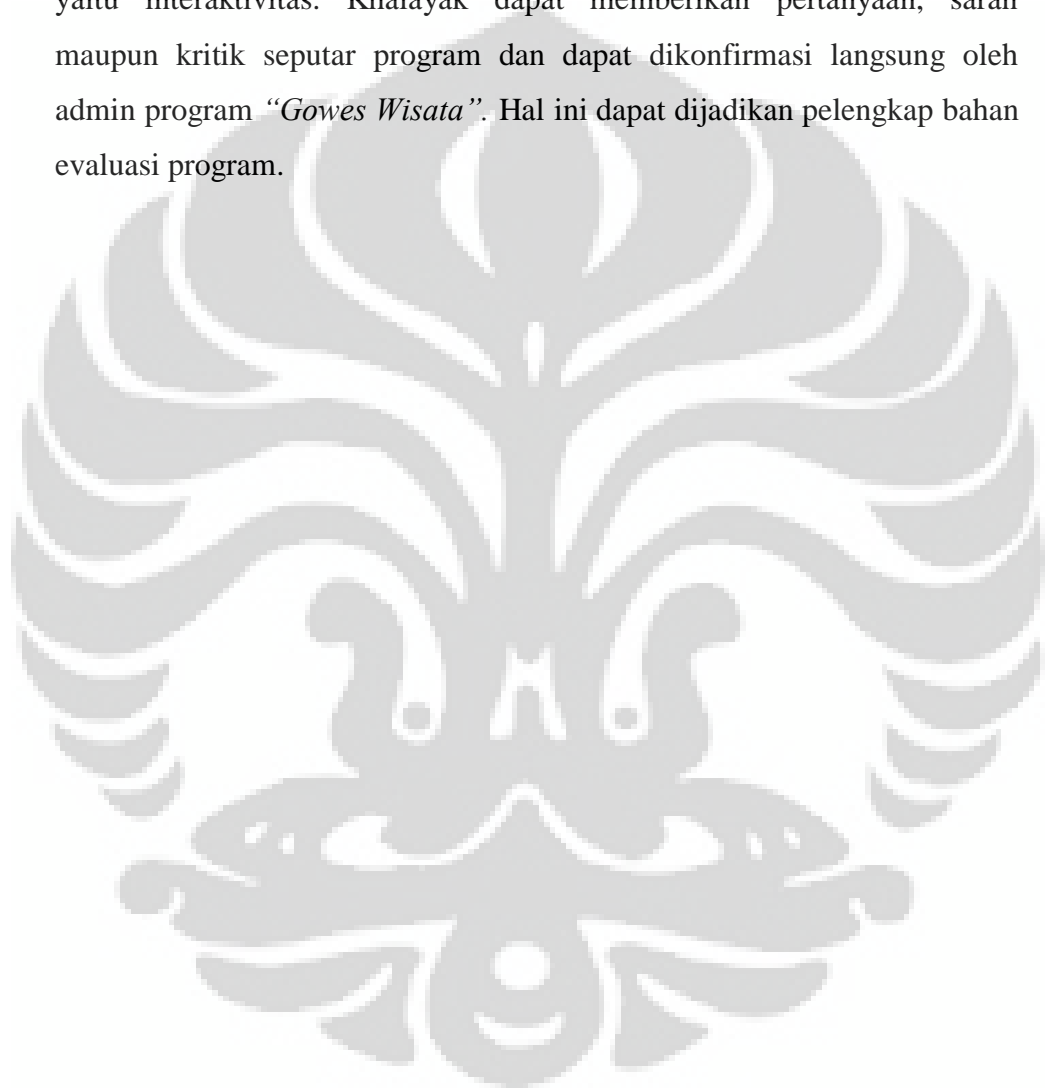 yaitu interaktivitas. Khalayak dapat memberikan pertanyaan, saran
maupun kritik seputar program dan dapat dikonfirmasi langsung oleh
admin program “Gowes Wisata”. Hal ini dapat dijadikan pelengkap bahan
evaluasi program.